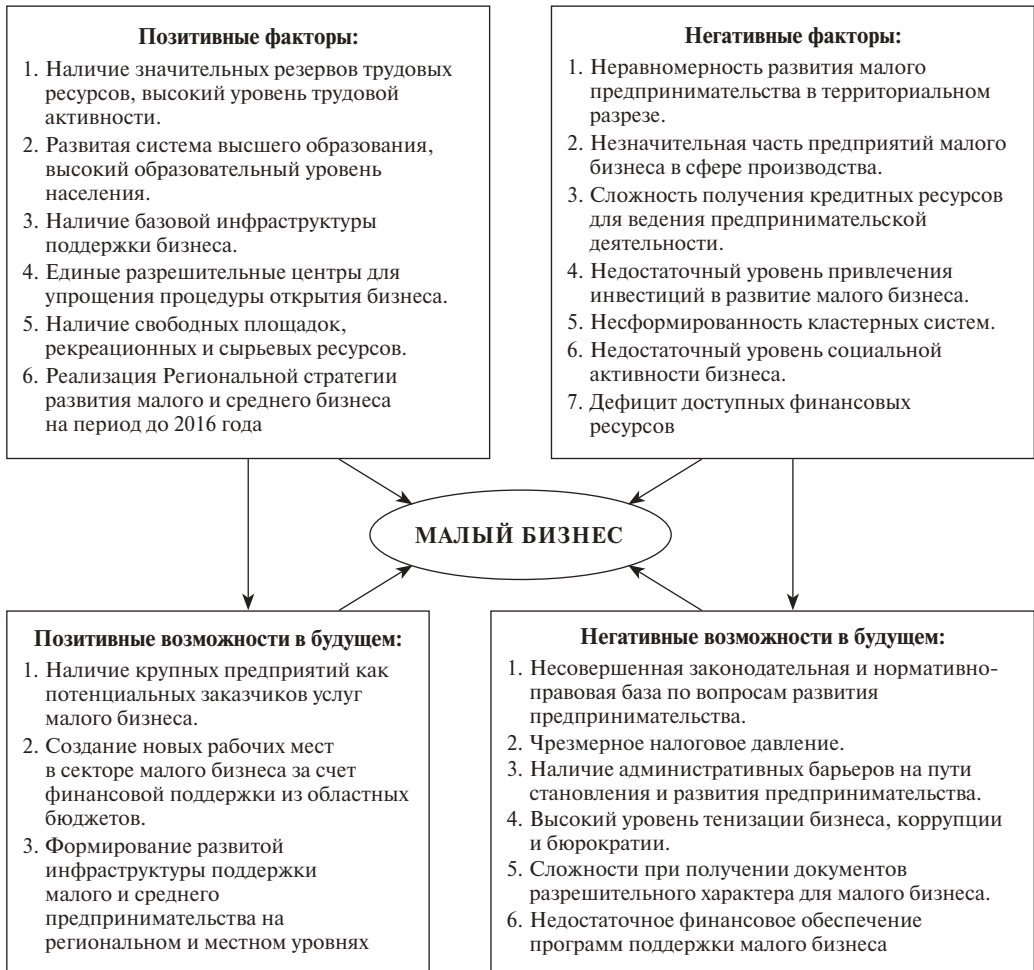 Позитивные факторы:
1. Наличие значительных резервов трудовых
ресурсов, высокий уровень трудовой
активности.
2. Развитая система высшего образования,
высокий образовательный уровень
населения.
3. Наличие базовой инфраструктуры
поддержки бизнеса.
4. Единые разрешительные центры для
упрощения процедуры открытия бизнеса.
5. Наличие свободных площадок,
рекреационных и сырьевых ресурсов.
6. Реализация Региональной стратегии
развития малого и среднего бизнеса
на период до 2016 года
Негативные факторы:
1. Неравномерность развития малого
предпринимательства в территориальном
разрезе.
2. Незначительная часть предприятий малого
бизнеса в сфере производства.
3. Сложность получения кредитных ресурсов
для ведения предпринимательской
деятельности.
4. Недостаточный уровень привлечения
инвестиций в развитие малого бизнеса.
5. Несформированность кластерных систем.
6. Недостаточный уровень социальной
активности бизнеса.
7. Дефицит доступных финансовых
ресурсов
МАЛЫЙ БИЗНЕС
Позитивные возможности в будущем:
1. Наличие крупных предприятий как
потенциальных заказчиков услуг
малого бизнеса.
2. Создание новых рабочих мест
в секторе малого бизнеса за счет
финансовой поддержки из областных
бюджетов.
3. Формирование развитой
инфраструктуры поддержки
малого и среднего
предпринимательства на
региональном и местном уровнях
Негативные возможности в будущем:
1. Несовершенная законодательная и нормативно-
правовая база по вопросам развития
предпринимательства.
2. Чрезмерное налоговое давление.
3. Наличие административных барьеров на пути
становления и развития предпринимательства.
4. Высокий уровень тенизации бизнеса, коррупции
и бюрократии.
5. Сложности при получении документов
разрешительного характера для малого бизнеса.
6. Недостаточное финансовое обеспечение
программ поддержки малого бизнеса